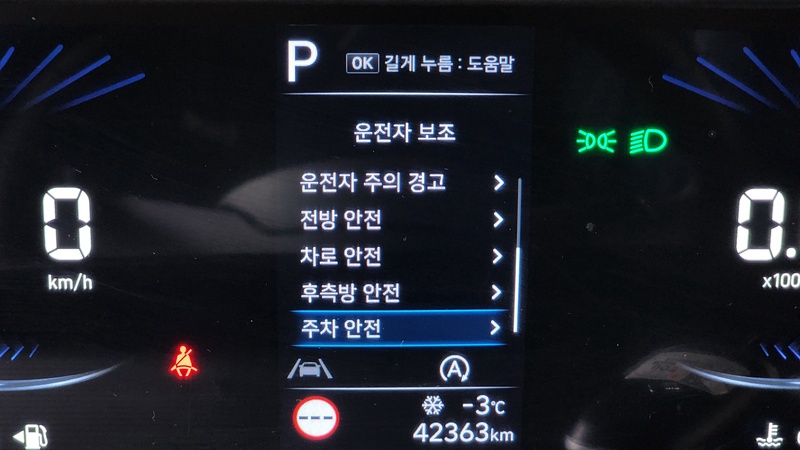 P
OK 길게 누름 : 도움말
운전자 보조
운전자 주의 경고
전방 안전
차로 안전
후측방 안전
주차 안전
0
km/h
0.
x100
A
---
-3℃
42363km